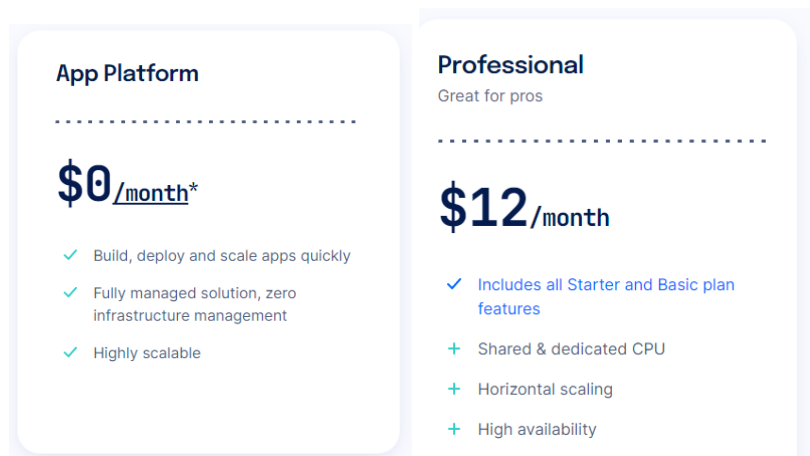 App Platform
$0/month*
Build, deploy and scale apps quickly
Fully managed solution, zero
infrastructure management
Highly scalable
Professional
Great for pros
$12/month
Includes all Starter and Basic plan
features
Shared & dedicated CPU
Horizontal scaling
High availability